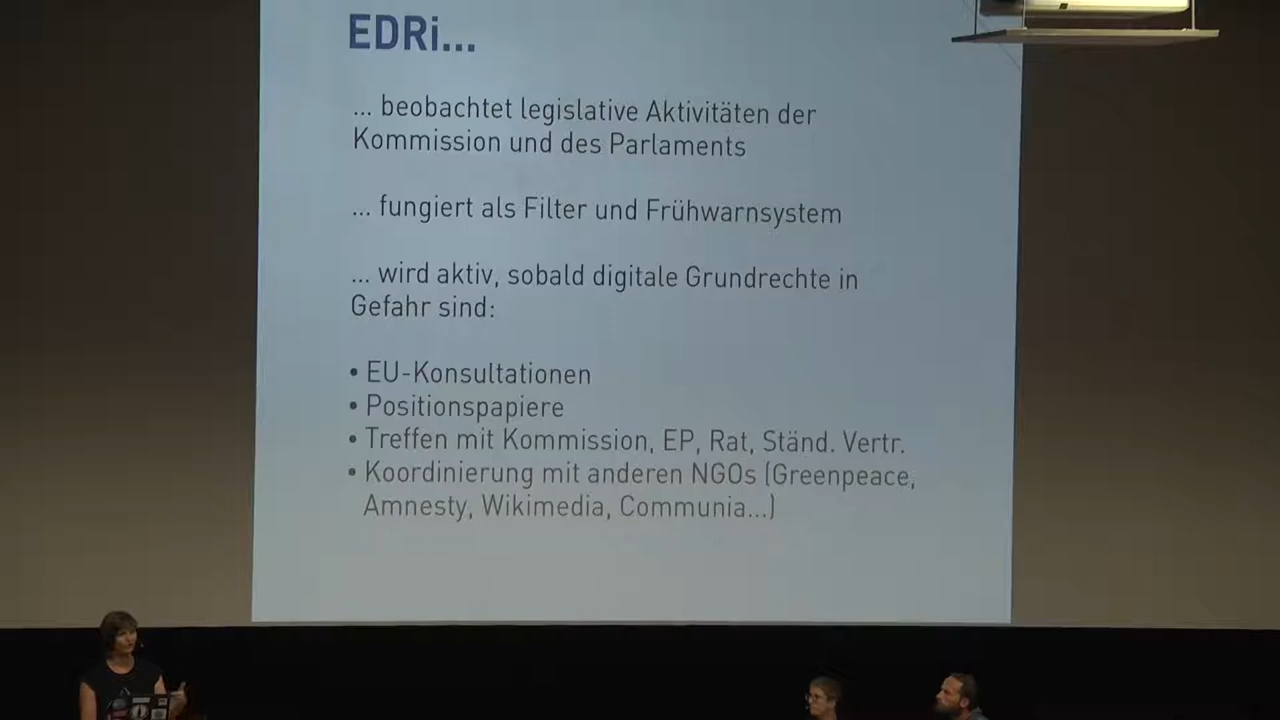 EDRi...
... beobachtet legislative Aktivitäten der
Kommission und des Parlaments
... fungiert als Filter und Frühwarnsystem
... wird aktiv, sobald digitale Grundrechte in
Gefahr sind:
• EU-Konsultationen
• Positionspapiere
• Treffen mit Kommission, EP, Rat, Ständ. Vertr.
• Koordinierung mit anderen NGOs (Greenpeace,
Amnesty, Wikimedia, Communia...)